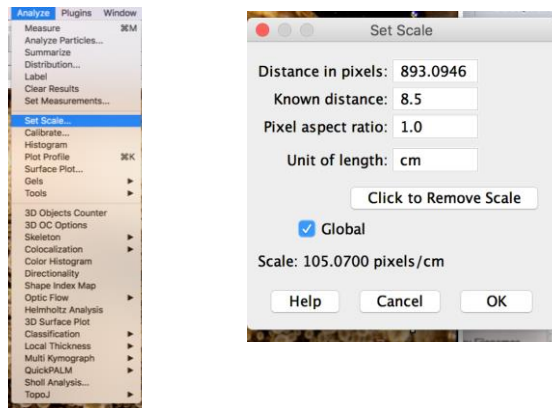 Analyze Plugins Window
Measure ⌘M
Analyze Particles...
Summarize
Distribution...
Label
Clear Results
Set Measurements...
Set Scale...
Calibrate...
Histogram
Plot Profile ⌘K
Surface Plot...
Gels
Tools
3D Objects Counter
3D OC Options
Skeleton
Colocalization
Color Histogram
Directionality
Shape Index Map
Optic Flow
Helmholtz Analysis
3D Surface Plot
Classification
Local Thickness
Multi Kymograph
QuickPALM
Sholl Analysis...
TopoJ
Set Scale
Distance in pixels: 893.0946
Known distance: 8.5
Pixel aspect ratio: 1.0
Unit of length: cm
Click to Remove Scale
Global
Scale: 105.0700 pixels/cm
Help Cancel OK